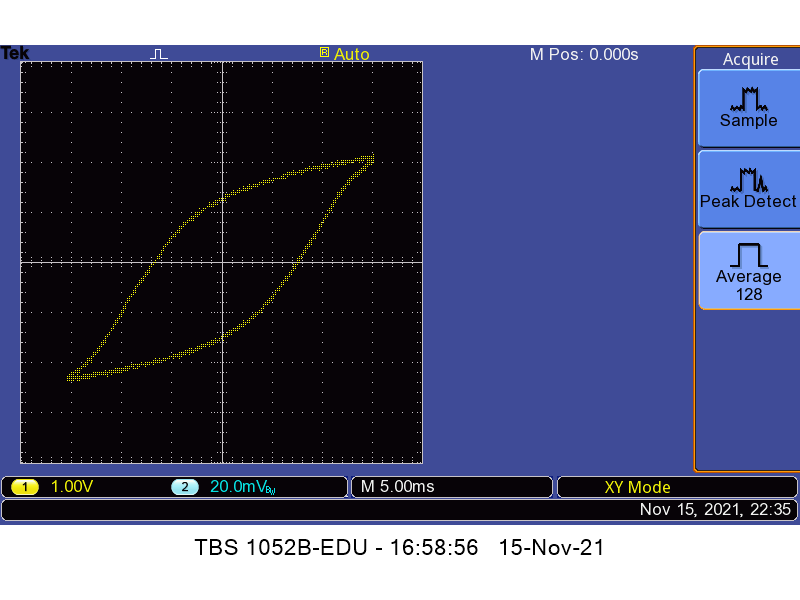 Tek R Auto M Pos: 0.000s
Acquire
Sample
Peak Detect
Average
128
1 1.00V 2 20.0mVBW M 5.00ms XY Mode
Nov 15, 2021, 22:35
TBS 1052B-EDU - 16:58:56 15-Nov-21